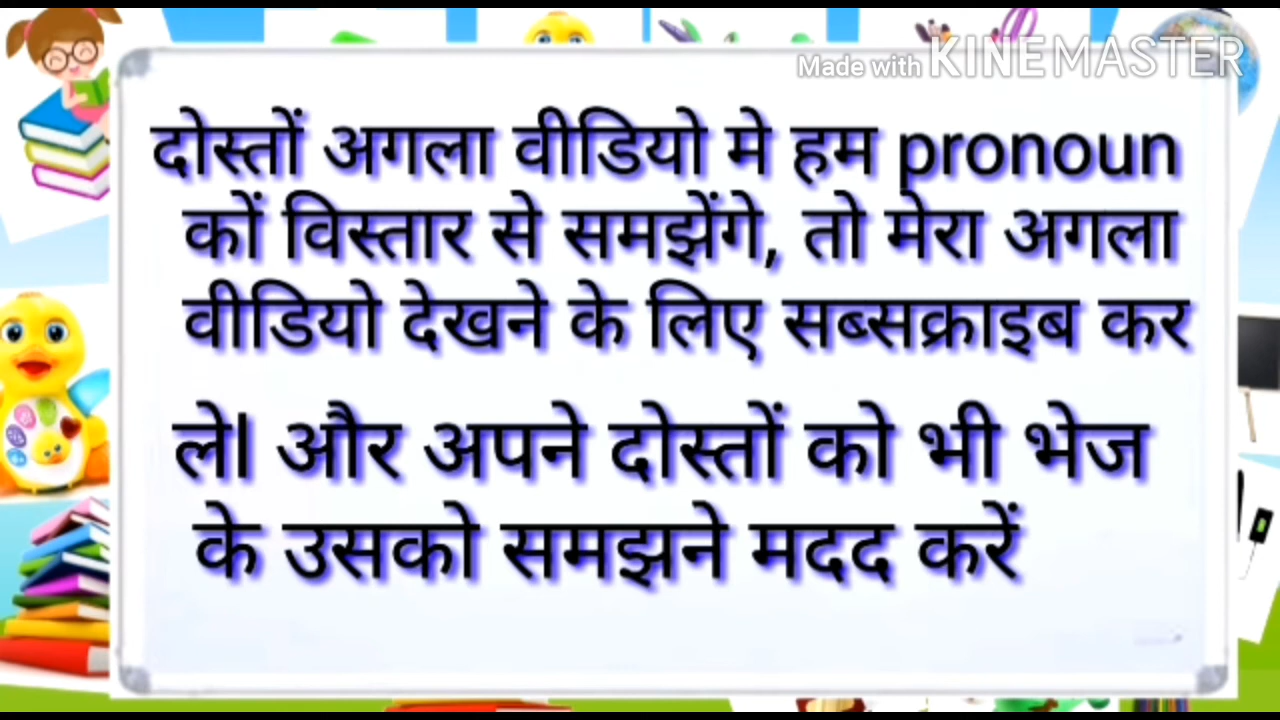 Made with KINEMASTER
दोस्तों अगला वीडियो मे हम pronoun
कों विस्तार से समझेंगे, तो मेरा अगला
वीडियो देखने के लिए सब्सक्राइब कर
ले| और अपने दोस्तों को भी भेज
के उसको समझने मदद करें